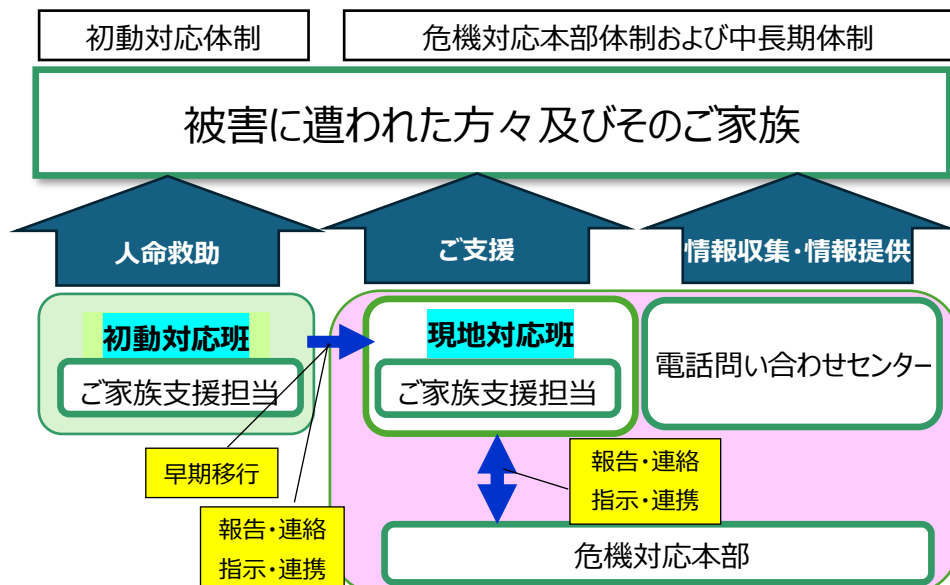 初動対応体制
危機対応本部体制および中長期体制
被害に遭われた方々及びそのご家族
人命救助
ご支援
情報収集・情報提供
初動対応班
ご家族支援担当
現地対応班
ご家族支援担当
電話問い合わせセンター
早期移行
報告・連絡
指示・連携
報告・連絡
指示・連携
危機対応本部